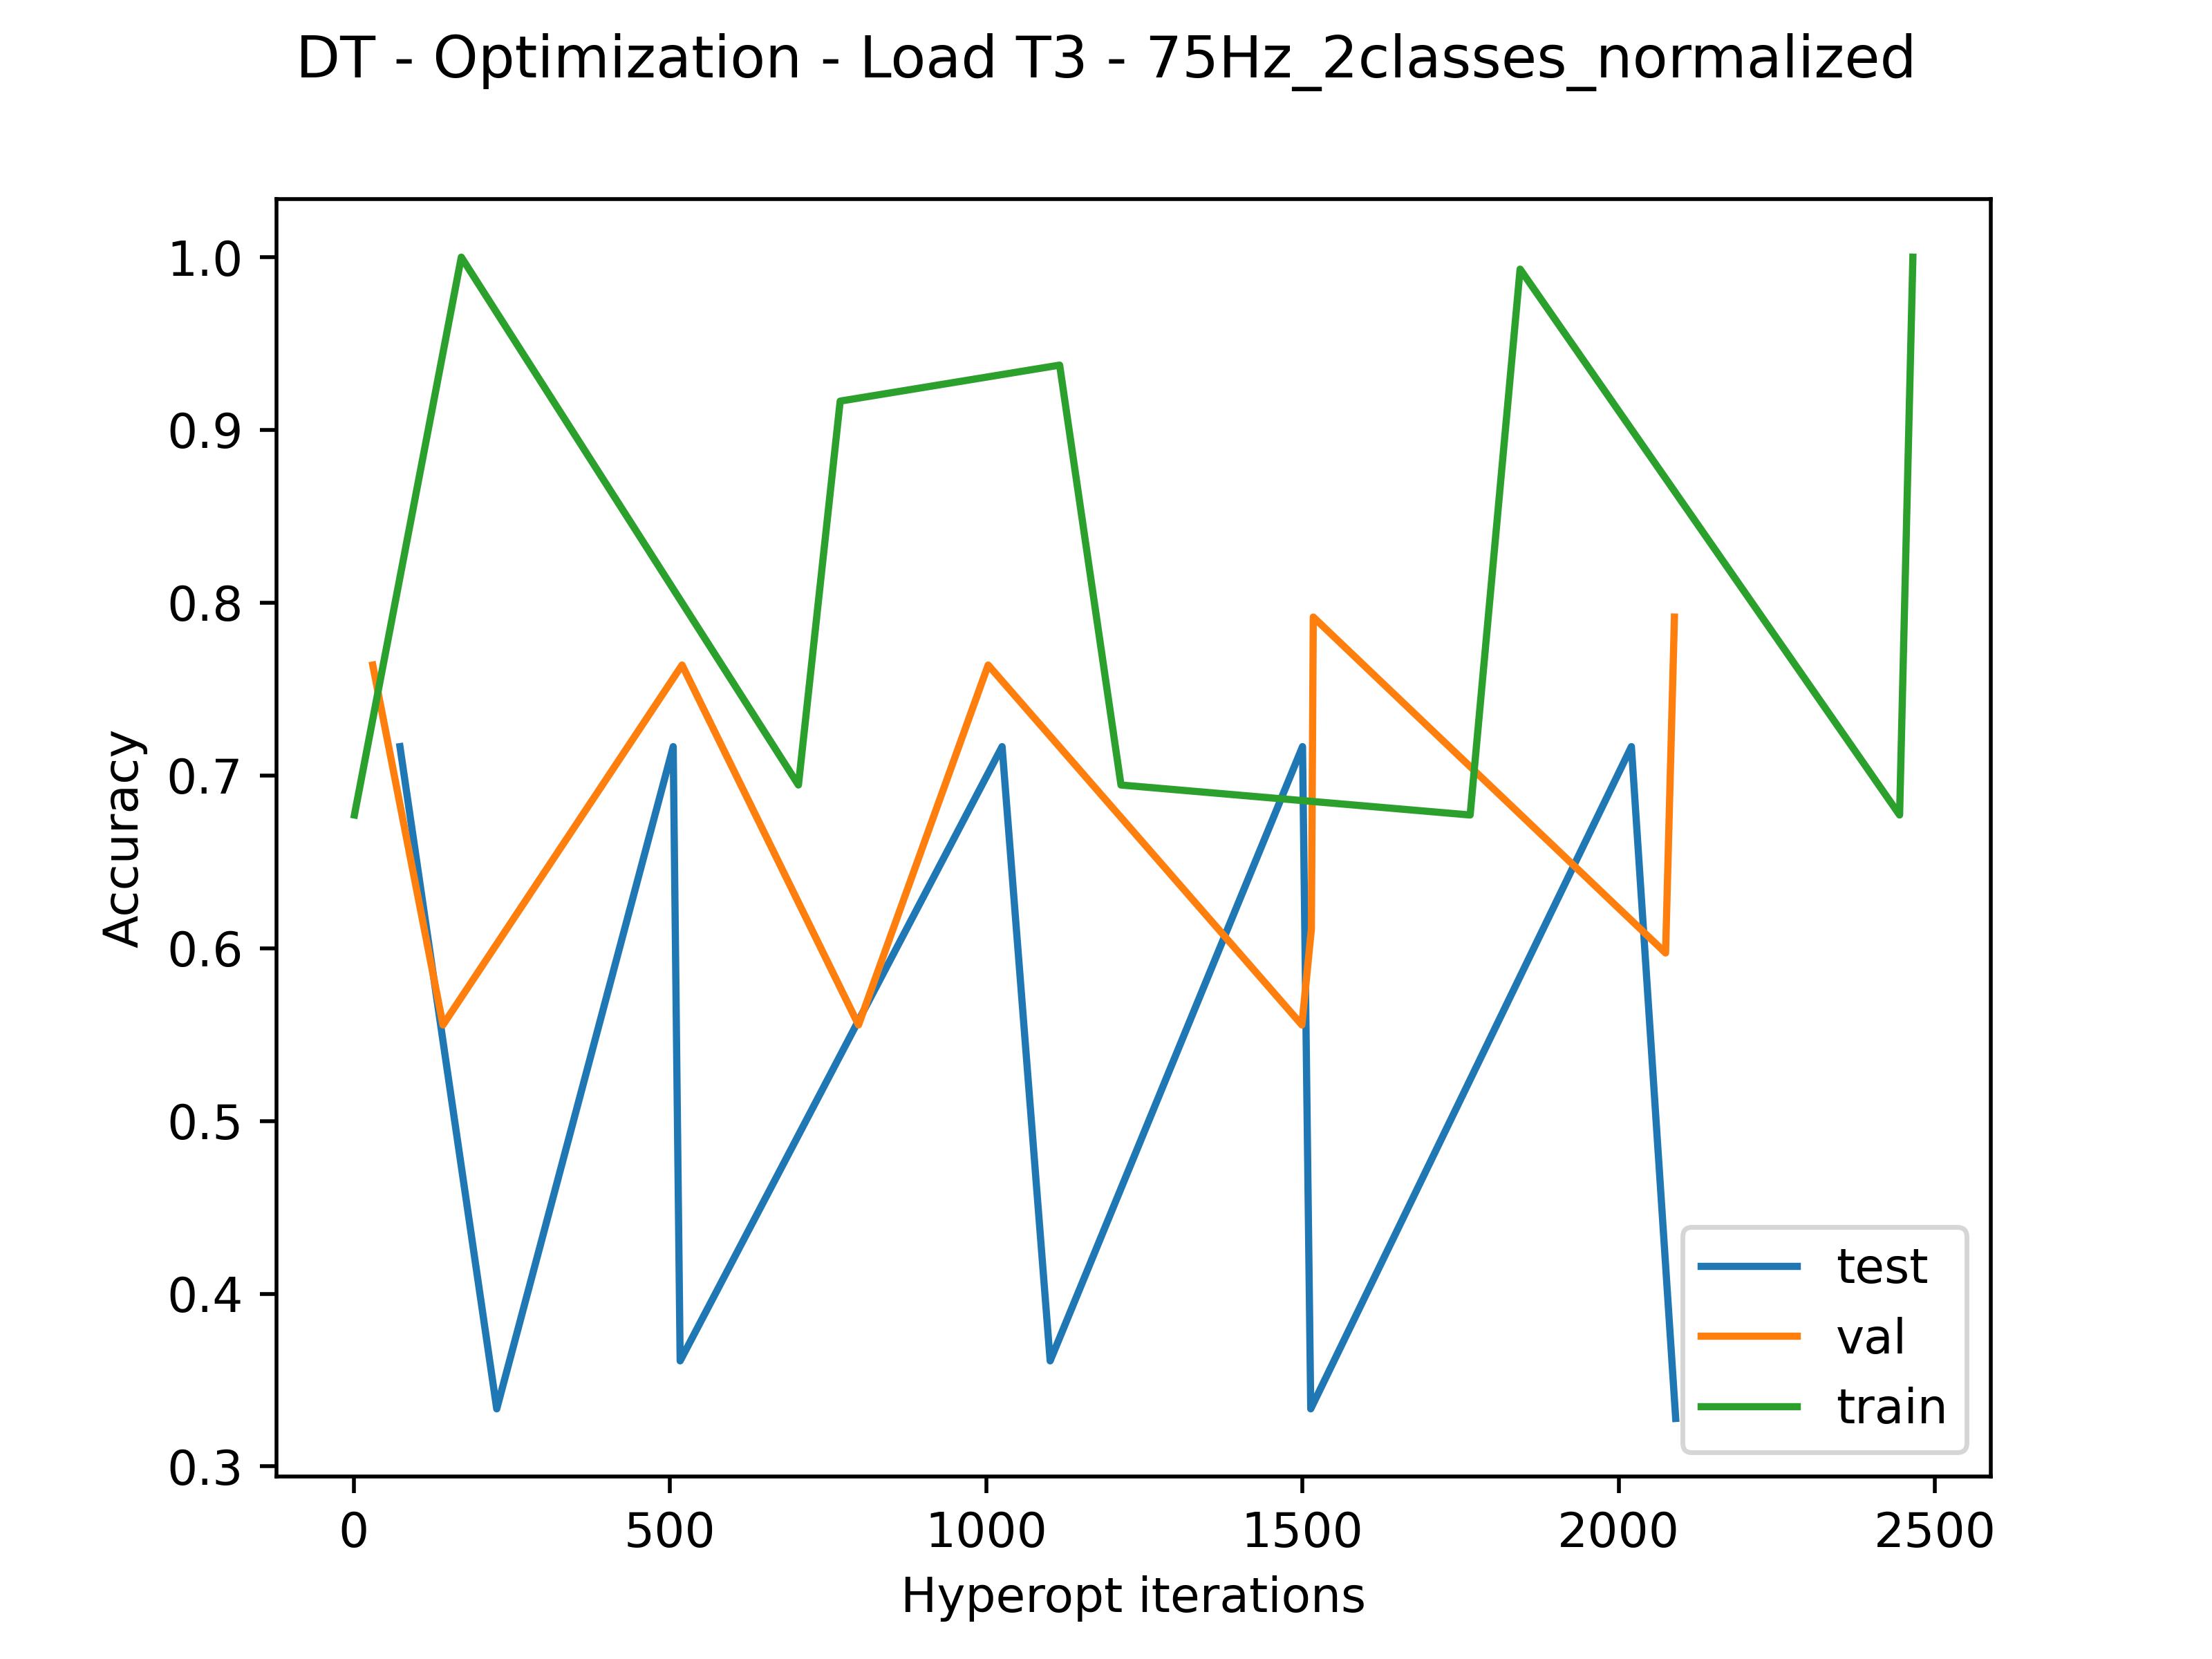 DT - Optimization - Load T3 - 75Hz_2classes_normalized
1.0
0.9
0.8
0.7
0.6
0.5
0.4
0.3
Accuracy
0 500 1000 1500 2000 2500
Hyperopt iterations
test
val
train